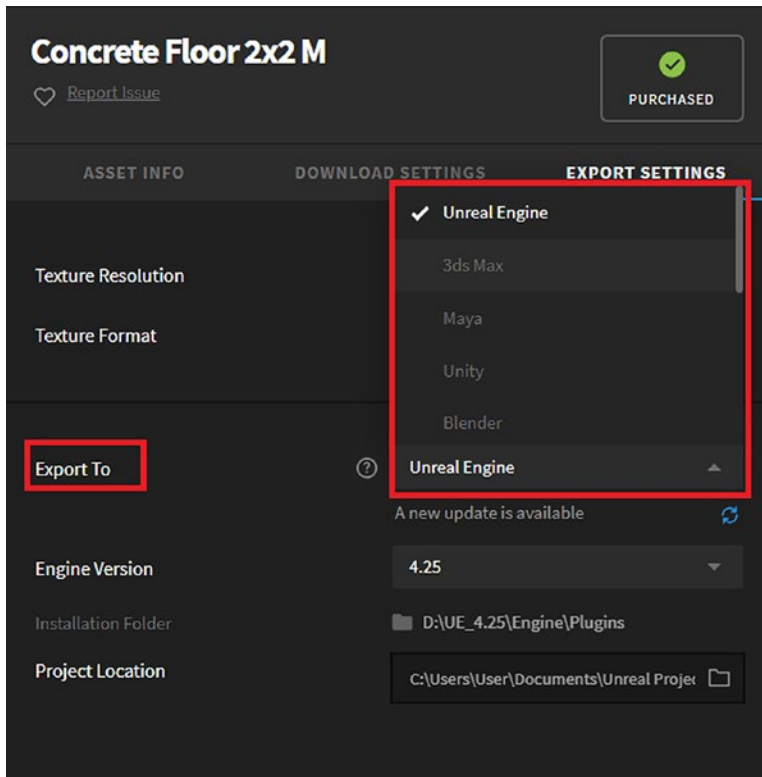 Concrete Floor 2x2 M
Report Issue
PURCHASED
ASSET INFO
DOWNLOAD SETTINGS
EXPORT SETTINGS
Unreal Engine
3ds Max
Texture Resolution
Maya
Texture Format
Unity
Blender
Export To
? Unreal Engine
A new update is available
Engine Version
4.25
Installation Folder
D:\UE_4.25\Engine\Plugins
Project Location
C:\Users\User\Documents\Unreal Projec